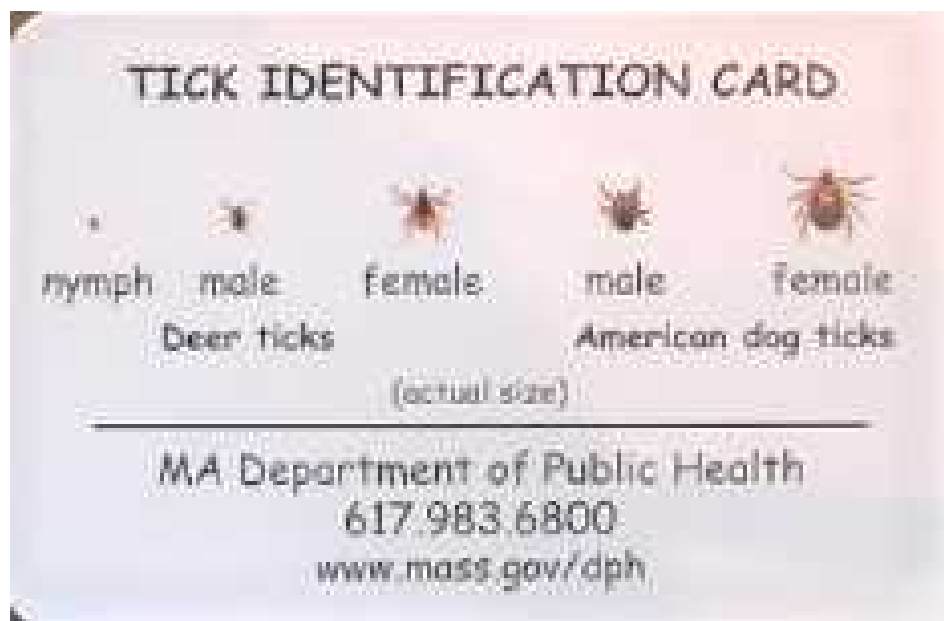 TICK IDENTIFICATION CARD
nymph male female male female
Deer ticks American dog ticks
(actual size)
MA Department of Public Health
617.983.6800
www.mass.gov/dph